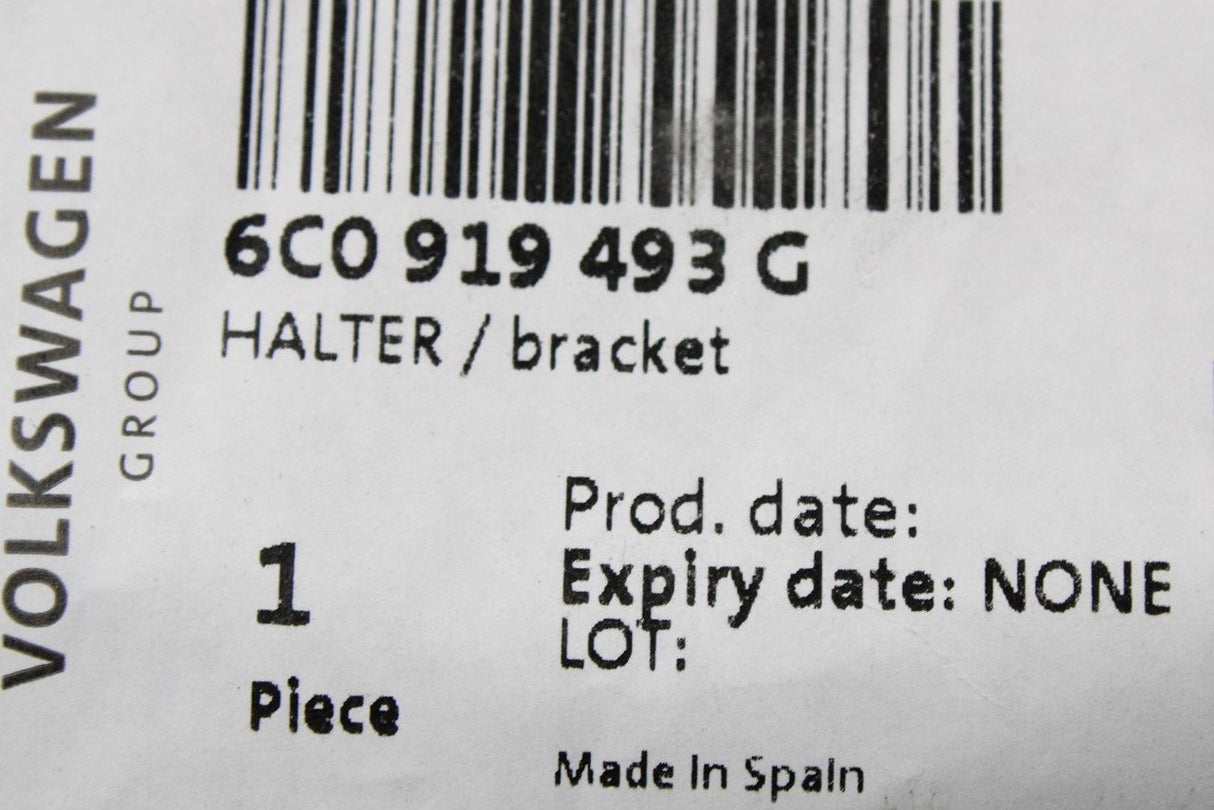 VOLKSWAGEN
GROUP
6C0 919 493 G
HALTER / bracket
1
Piece
Prod. date:
Expiry date: NONE
LOT:
Made In Spain